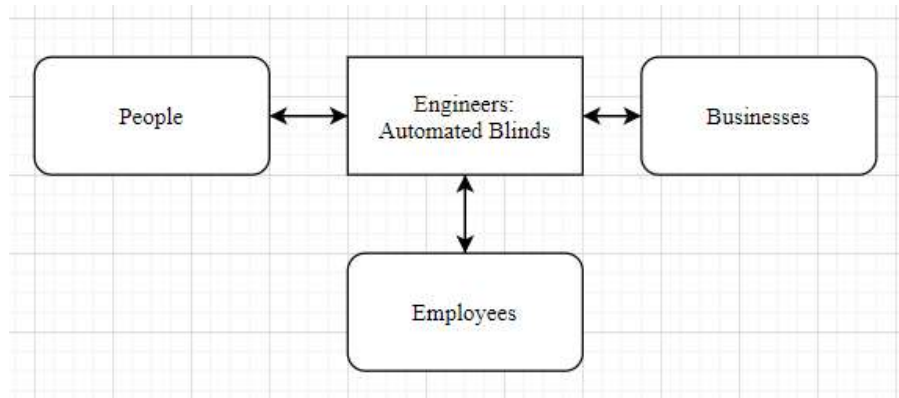 People
Engineers:
Automated Blinds
Businesses
Employees